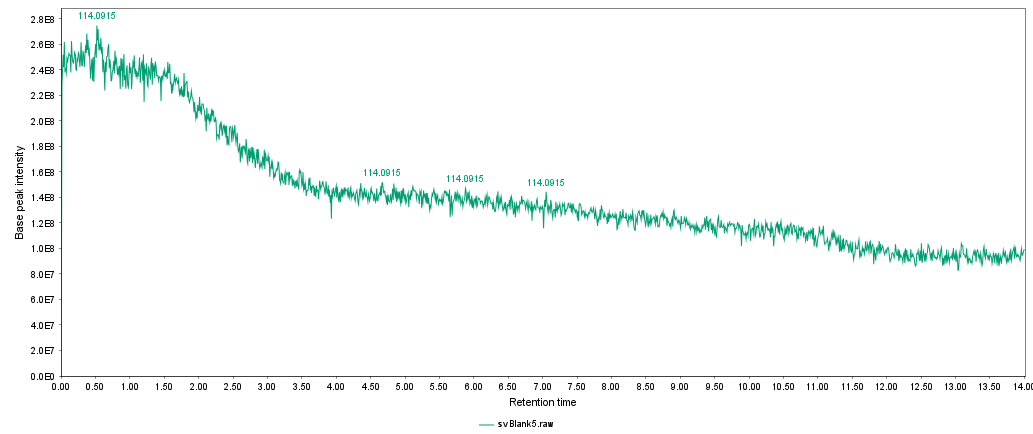 114.0915
2.8E8
2.6E8
2.4E8
2.2E8
2.0E8
1.8E8
1.6E8
1.4E8
1.2E8
1.0E8
8.0E7
6.0E7
4.0E7
2.0E7
0.0E0
Base peak intensity
114.0915
114.0915
114.0915
0.00 0.50 1.00 1.50 2.00 2.50 3.00 3.50 4.00 4.50 5.00 5.50 6.00 6.50 7.00 7.50 8.00 8.50 9.00 9.50 10.00 10.50 11.00 11.50 12.00 12.50 13.00 13.50 14.00
Retention time
svBlank5.raw